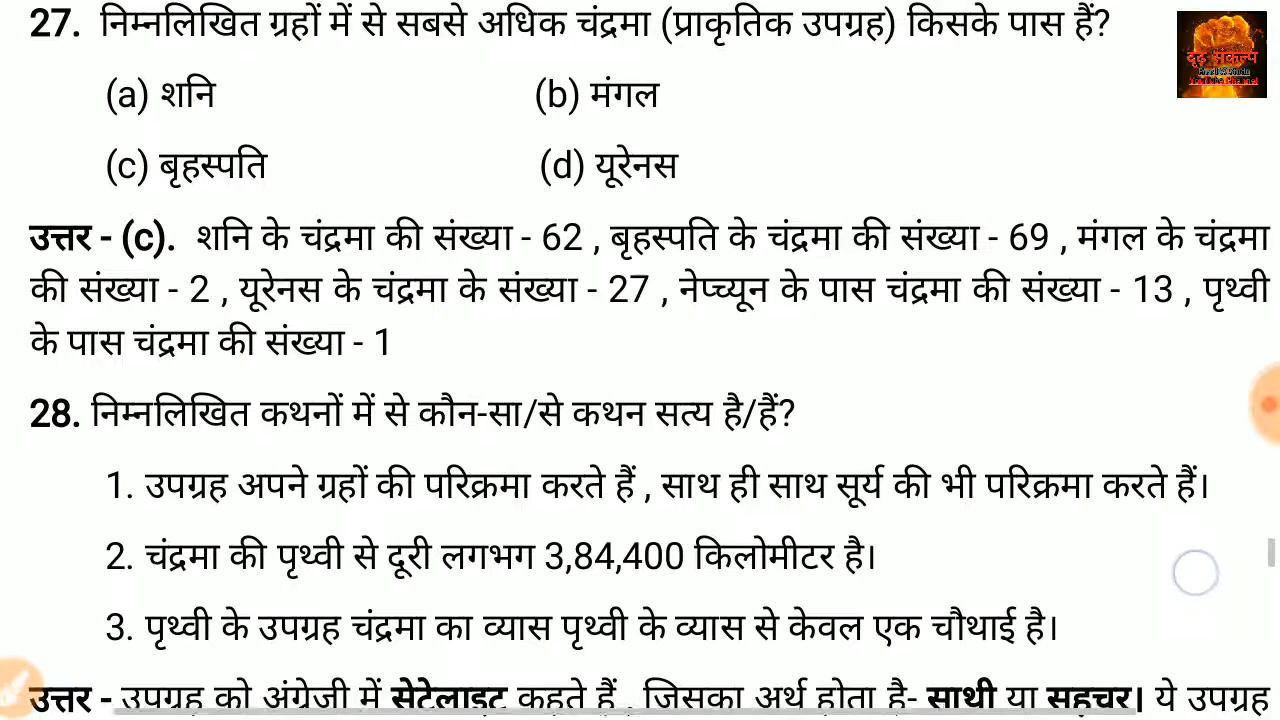 27. निम्नलिखित ग्रहों में से सबसे अधिक चंद्रमा (प्राकृतिक उपग्रह) किसके पास हैं?
दृढ़ संकल्प
(a) शनि (b) मंगल
(c) बृहस्पति (d) यूरेनस
उत्तर - (c). शनि के चंद्रमा की संख्या - 62 , बृहस्पति के चंद्रमा की संख्या - 69 , मंगल के चंद्रमा
की संख्या - 2 , यूरेनस के चंद्रमा के संख्या - 27 , नेप्च्यून के पास चंद्रमा की संख्या - 13 , पृथ्वी
के पास चंद्रमा की संख्या - 1
28. निम्नलिखित कथनों में से कौन-सा/से कथन सत्य है/हैं?
1. उपग्रह अपने ग्रहों की परिक्रमा करते हैं , साथ ही साथ सूर्य की भी परिक्रमा करते हैं।
2. चंद्रमा की पृथ्वी से दूरी लगभग 3,84,400 किलोमीटर है।
3. पृथ्वी के उपग्रह चंद्रमा का व्यास पृथ्वी के व्यास से केवल एक चौथाई है।
उत्तर - उपग्रह को अंग्रेजी में सेटेलाइट कहते हैं , जिसका अर्थ होता है- साथी या सहचर। ये उपग्रह